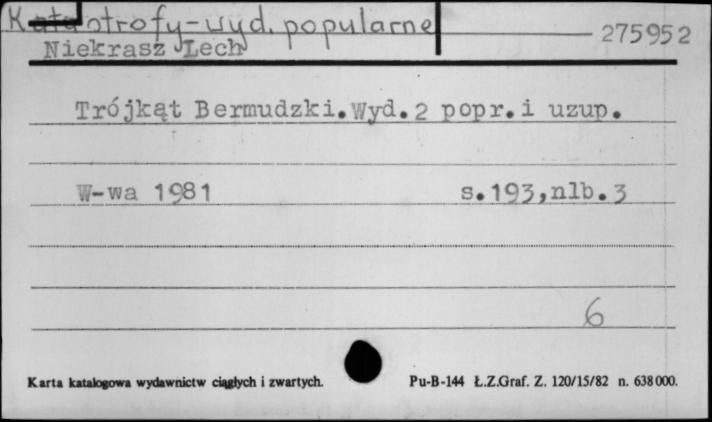 Katastrofy-wyd. popularne
275952
Niekrasz Lech
Trójkąt Bermudzki.Wyd.2 popr.i uzup.
W-wa 1981 s.193,nlb.3
6
Karta katalogowa wydawnictw ciągłych i zwartych. Pu-B-144 Ł.Z.Graf. Z. 120/15/82 n. 638000.